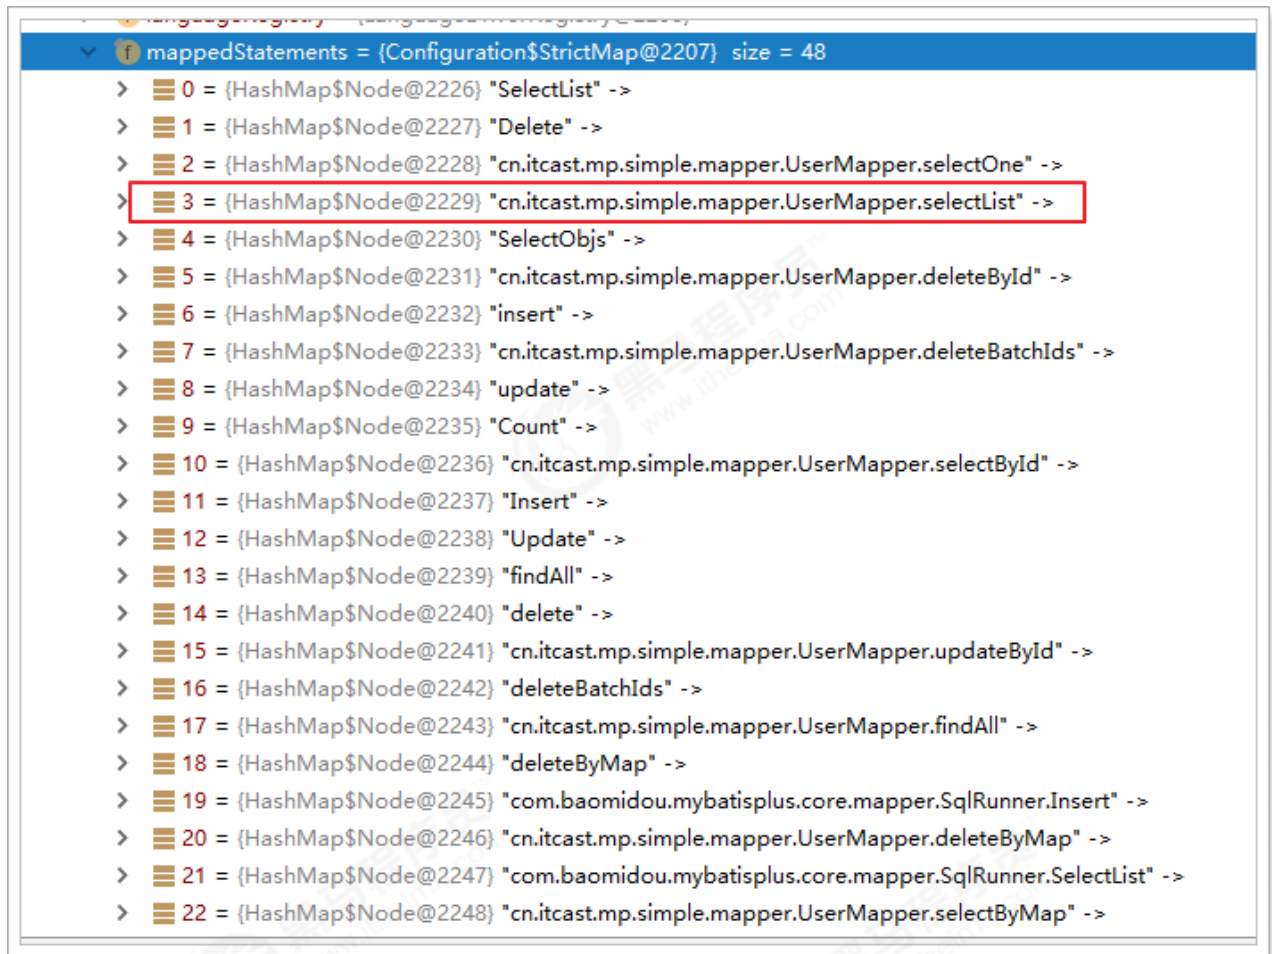 mappedStatements = {Configuration$StrictMap@2207} size = 48
0 = {HashMap$Node@2226} "SelectList" ->
1 = {HashMap$Node@2227} "Delete" ->
2 = {HashMap$Node@2228} "cn.itcast.mp.simple.mapper.UserMapper.selectOne" ->
3 = {HashMap$Node@2229} "cn.itcast.mp.simple.mapper.UserMapper.selectList" ->
4 = {HashMap$Node@2230} "SelectObjs" ->
5 = {HashMap$Node@2231} "cn.itcast.mp.simple.mapper.UserMapper.deleteById" ->
6 = {HashMap$Node@2232} "insert" ->
7 = {HashMap$Node@2233} "cn.itcast.mp.simple.mapper.UserMapper.deleteBatchIds" ->
8 = {HashMap$Node@2234} "update" ->
9 = {HashMap$Node@2235} "Count" ->
10 = {HashMap$Node@2236} "cn.itcast.mp.simple.mapper.UserMapper.selectById" ->
11 = {HashMap$Node@2237} "Insert" ->
12 = {HashMap$Node@2238} "Update" ->
13 = {HashMap$Node@2239} "findAll" ->
14 = {HashMap$Node@2240} "delete" ->
15 = {HashMap$Node@2241} "cn.itcast.mp.simple.mapper.UserMapper.updateById" ->
16 = {HashMap$Node@2242} "deleteBatchIds" ->
17 = {HashMap$Node@2243} "cn.itcast.mp.simple.mapper.UserMapper.findAll" ->
18 = {HashMap$Node@2244} "deleteByMap" ->
19 = {HashMap$Node@2245} "com.baomidou.mybatisplus.core.mapper.SqlRunner.Insert" ->
20 = {HashMap$Node@2246} "cn.itcast.mp.simple.mapper.UserMapper.deleteByMap" ->
21 = {HashMap$Node@2247} "com.baomidou.mybatisplus.core.mapper.SqlRunner.SelectList" ->
22 = {HashMap$Node@2248} "cn.itcast.mp.simple.mapper.UserMapper.selectByMap" ->
黑马程序员
www.itheima.com